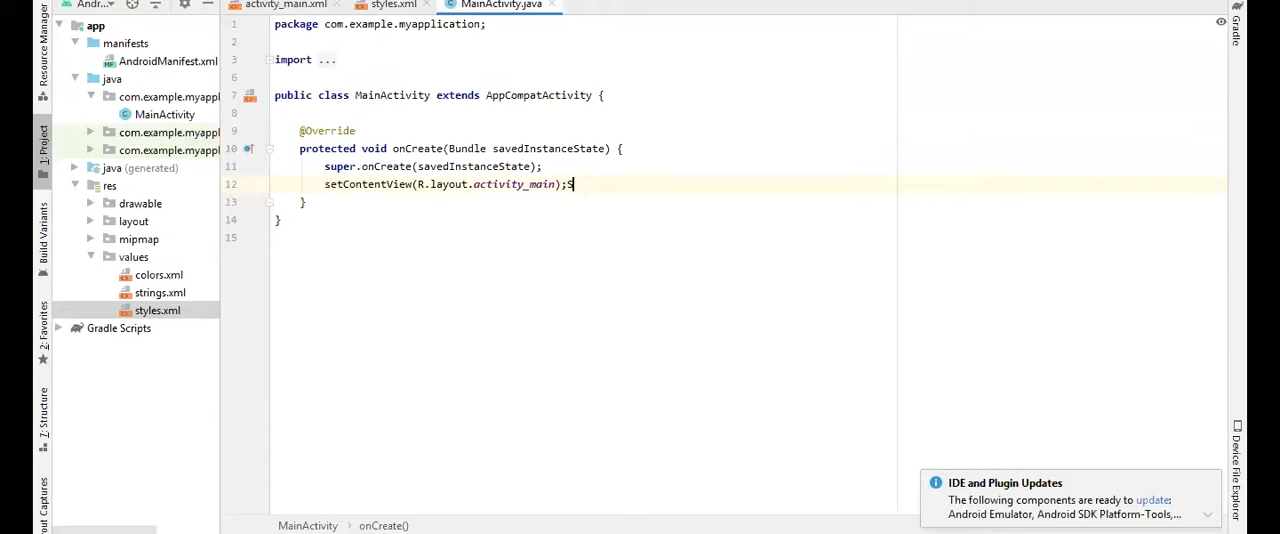 Andr...
activity_main.xml
styles.xml
MainActivity.java
Resource Manager
1: Project
Build Variants
2: Favorites
7: Structure
out Captures
app
manifests
AndroidManifest.xml
java
com.example.myappl
MainActivity
com.example.myappl
com.example.myappl
java (generated)
res
drawable
layout
mipmap
values
colors.xml
strings.xml
styles.xml
Gradle Scripts
1 package com.example.myapplication;
2
3 import ...
6
7 public class MainActivity extends AppCompatActivity {
8
9 @Override
10 protected void onCreate(Bundle savedInstanceState) {
11 super.onCreate(savedInstanceState);
12 setContentView(R.layout.activity_main);S
13 }
14 }
15
MainActivity
onCreate()
Gradle
Device File Explorer
IDE and Plugin Updates
The following components are ready to update:
Android Emulator, Android SDK Platform-Tools,...